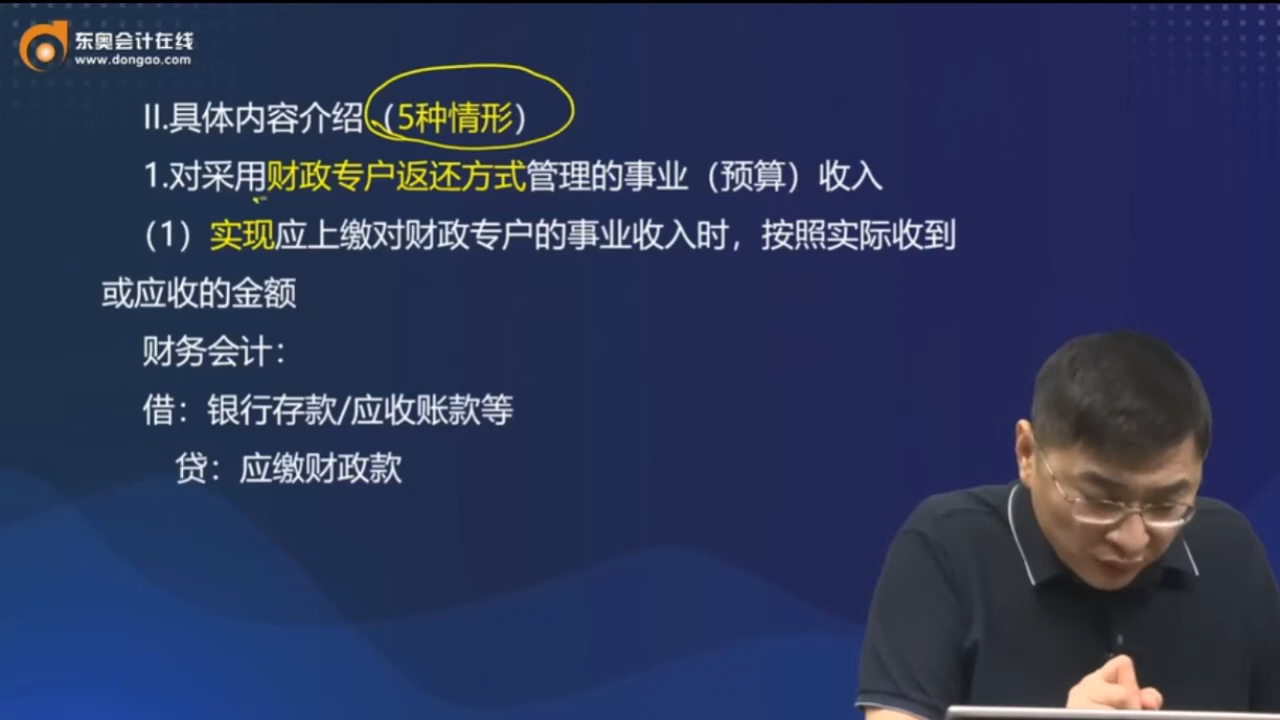 东奥会计在线
www.dongao.com
II.具体内容介绍（5种情形）
1.对采用财政专户返还方式管理的事业（预算）收入
（1）实现应上缴对财政专户的事业收入时，按照实际收到
或应收的金额
财务会计：
借：银行存款/应收账款等
贷：应缴财政款